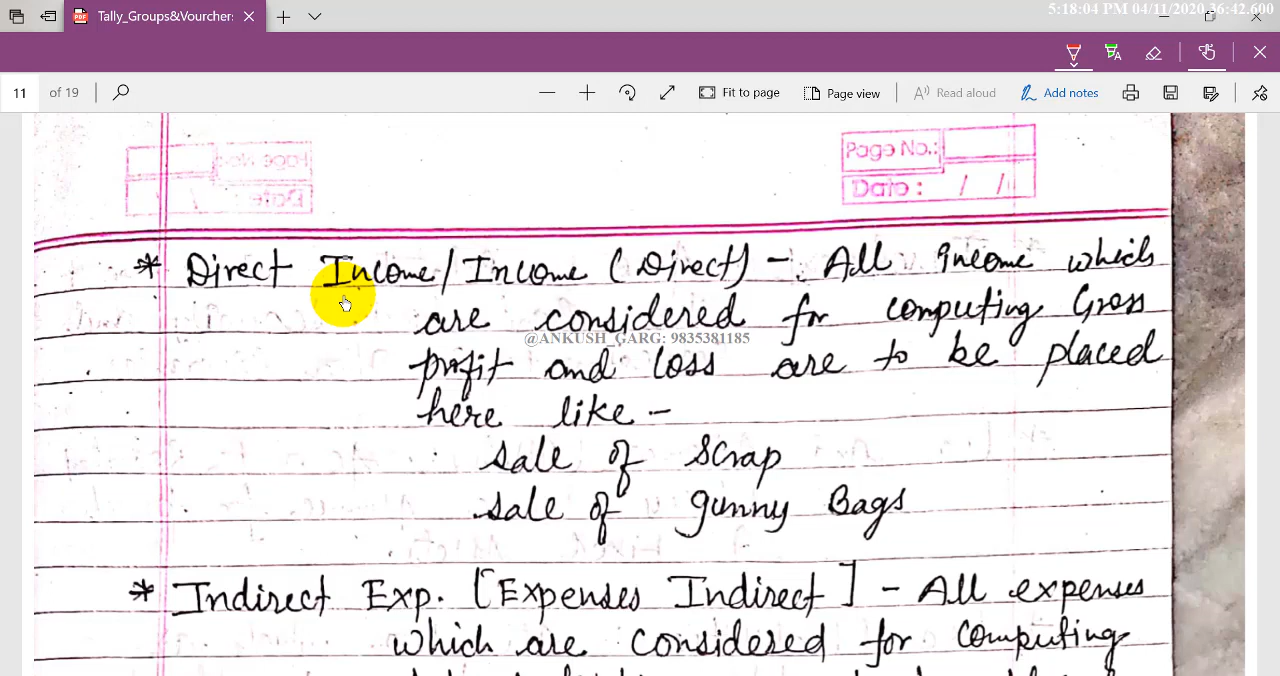 Tally_Groups&Vourcher:
5:18:04 PM 04/11/2020 36:42.600
11 of 19
Fit to page
Page view
Read aloud
Add notes
Page No.:
Date : / /
* Direct Income/Income (Direct) - All income which
are considered for computing Gross
@ANKUSH_GARG: 9835381185
profit and loss are to be placed
here like -
sale of scrap
sale of gunny Bags
* Indirect Exp. [Expenses Indirect] - All expenses
which are considered for computing